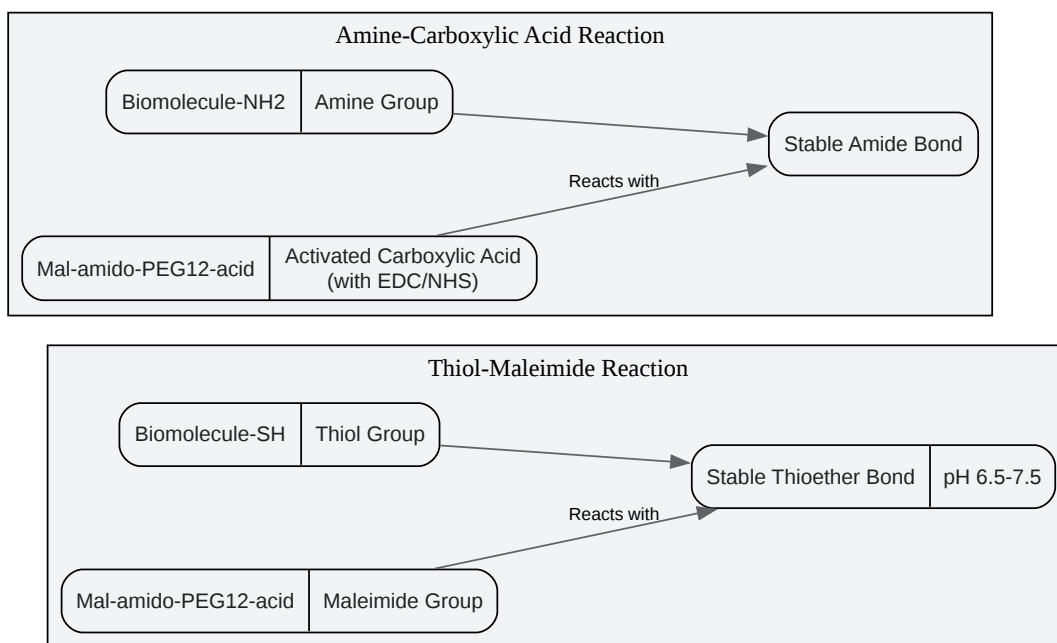 Amine-Carboxylic Acid Reaction
Biomolecule-NH2
Amine Group
Stable Amide Bond
Reacts with
Mal-amido-PEG12-acid
Activated Carboxylic Acid
(with EDC/NHS)
Thiol-Maleimide Reaction
Biomolecule-SH
Thiol Group
Stable Thioether Bond
pH 6.5-7.5
Reacts with
Mal-amido-PEG12-acid
Maleimide Group